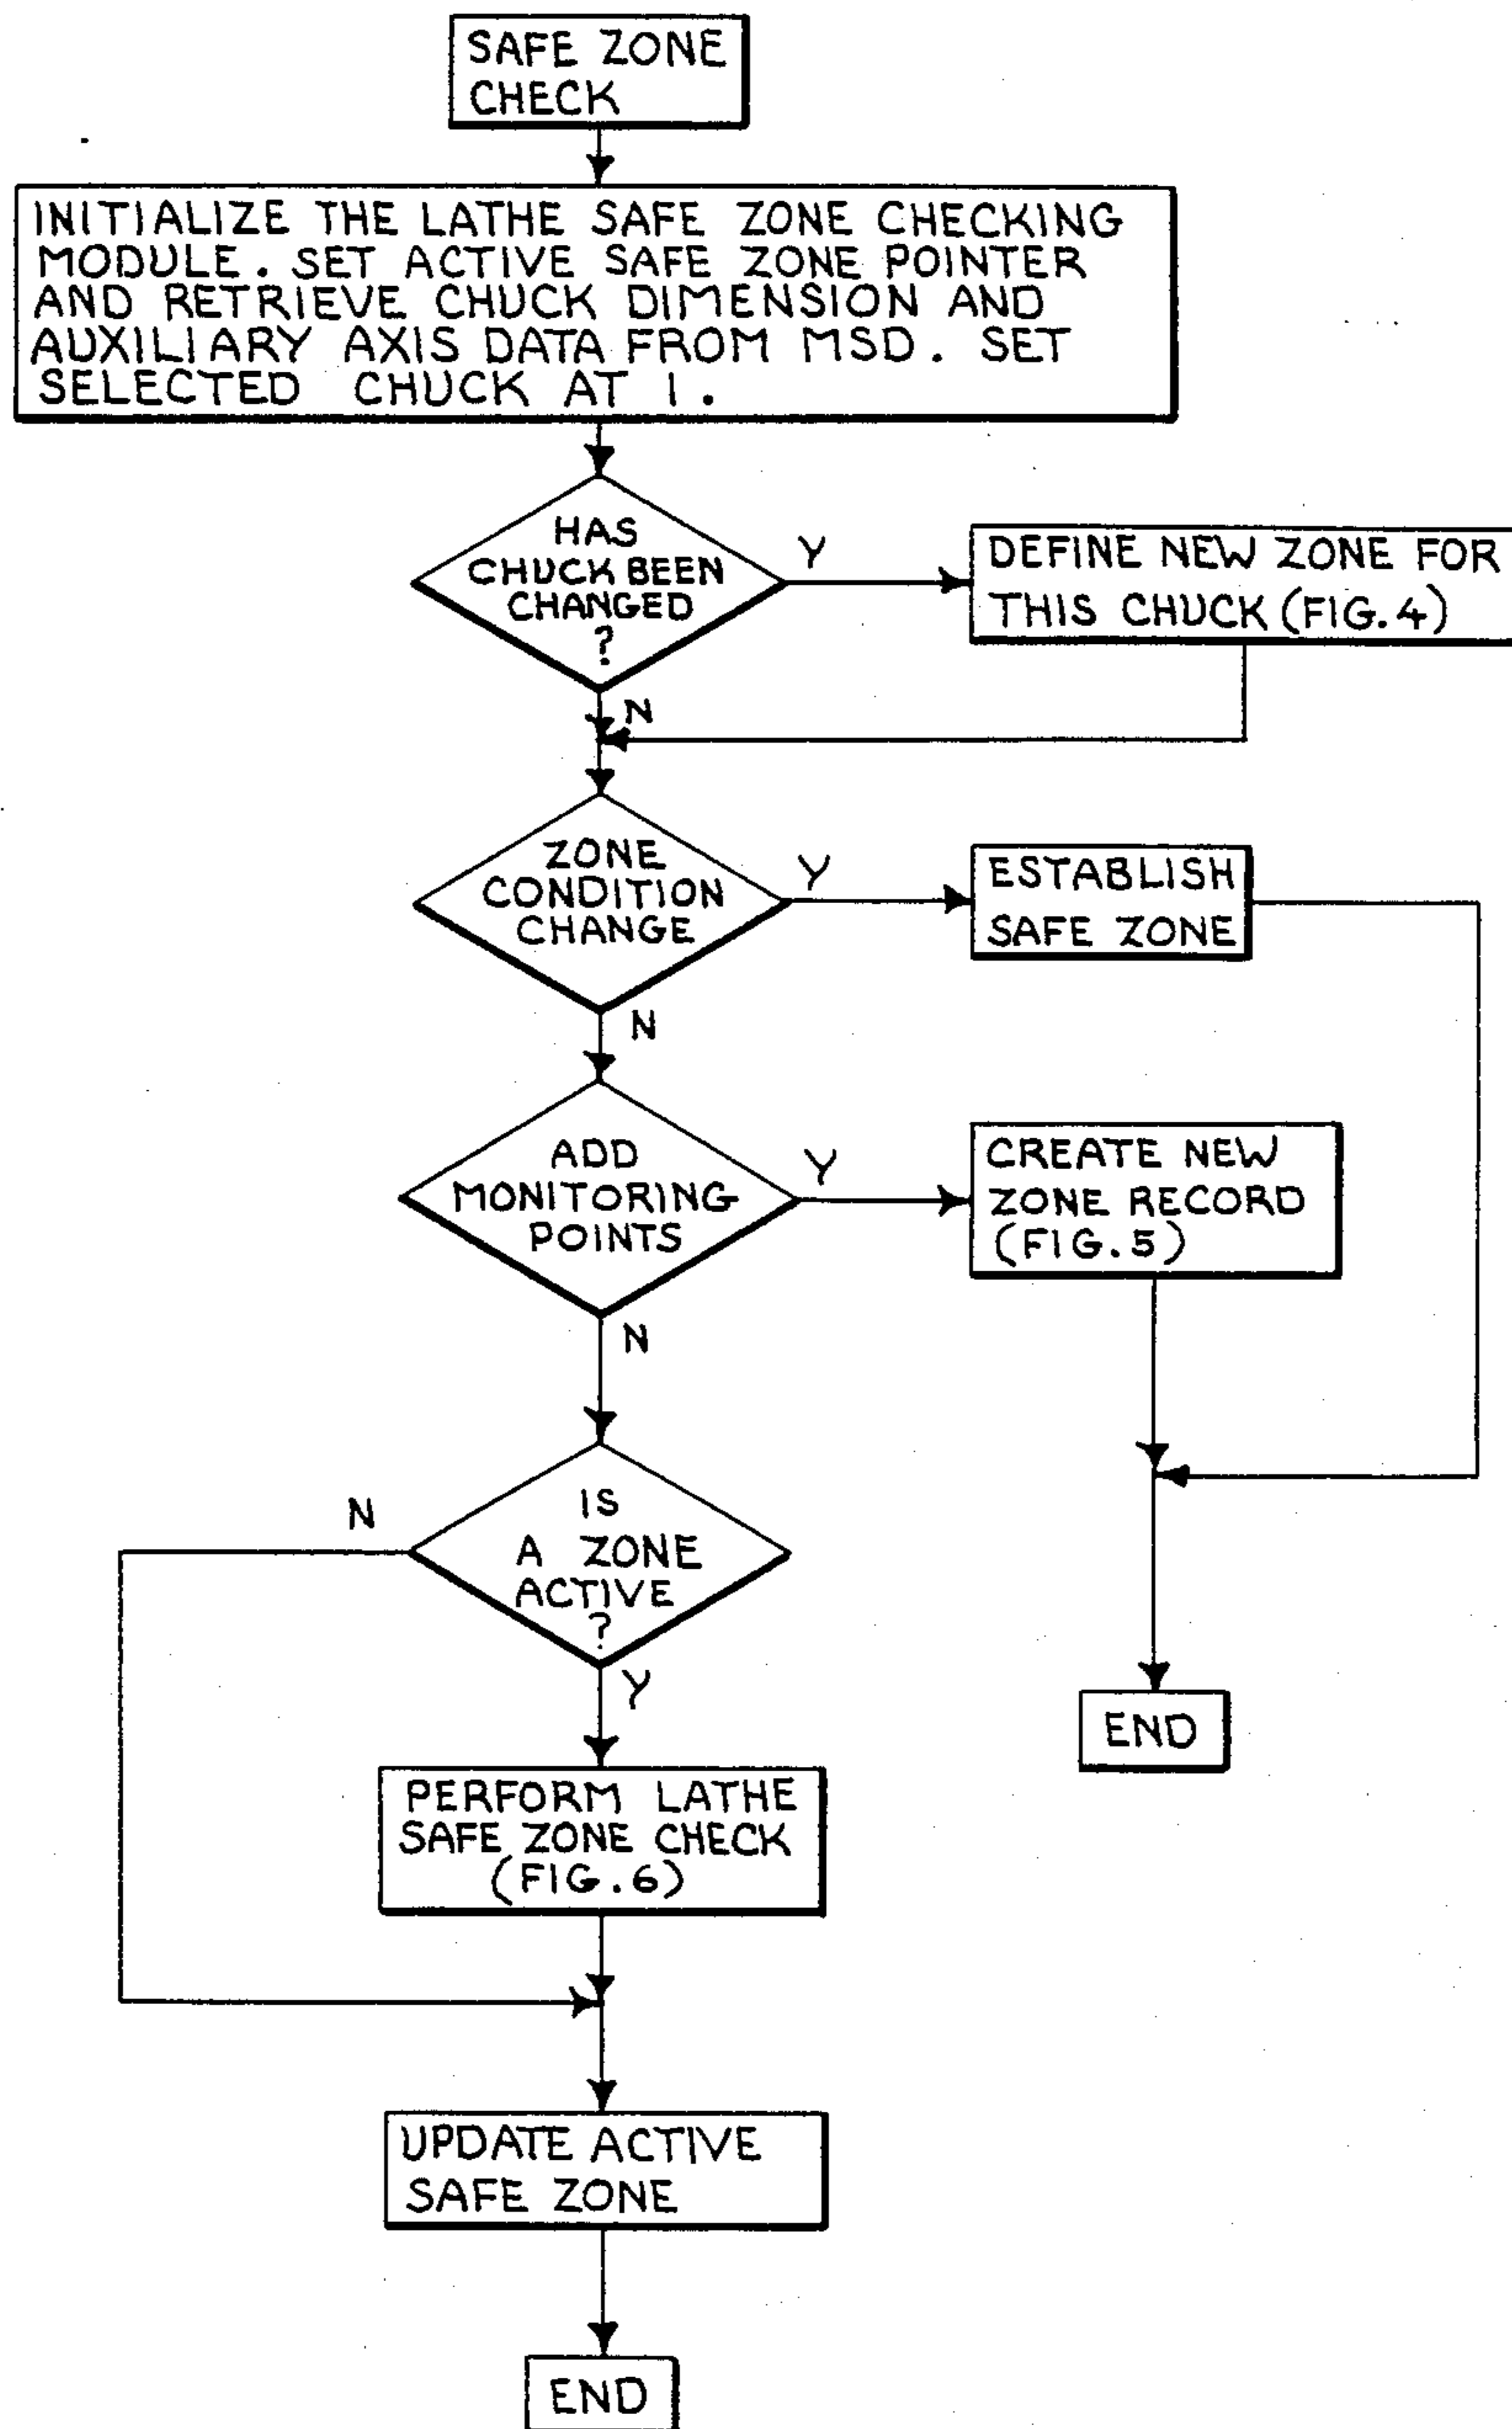 SAFE ZONE
CHECK
INITIALIZE THE LATHE SAFE ZONE CHECKING
MODULE. SET ACTIVE SAFE ZONE POINTER
AND RETRIEVE CHUCK DIMENSION AND
AUXILIARY AXIS DATA FROM MSD. SET
SELECTED CHUCK AT 1.
HAS
CHUCK BEEN
CHANGED
?
Y
DEFINE NEW ZONE FOR
THIS CHUCK (FIG. 4)
N
ZONE
CONDITION
CHANGE
Y
ESTABLISH
SAFE ZONE
N
ADD
MONITORING
POINTS
Y
CREATE NEW
ZONE RECORD
(FIG. 5)
N
IS
A ZONE
ACTIVE
?
N
Y
END
PERFORM LATHE
SAFE ZONE CHECK
(FIG. 6)
UPDATE ACTIVE
SAFE ZONE
END